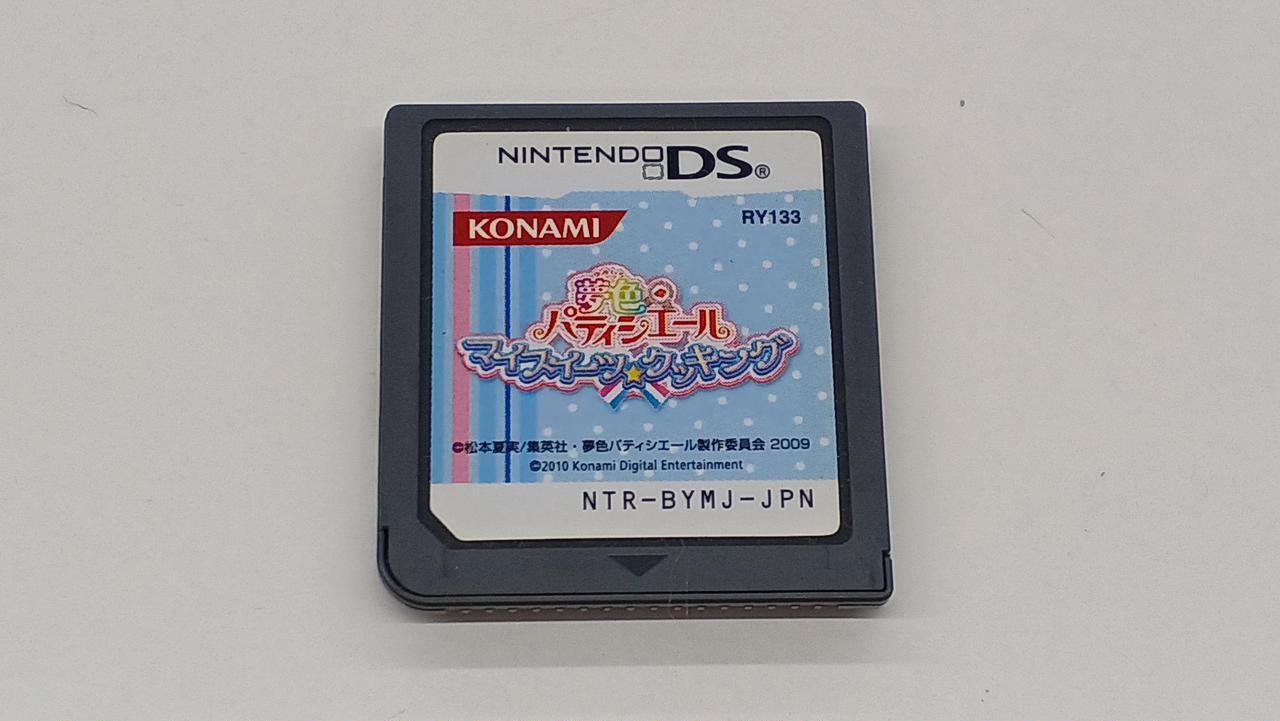 NINTENDO DS®
KONAMI
RY133
夢色
パティシエール
マイスイーツ★クッキング
©松本夏実/集英社・夢色パティシエール製作委員会 2009
©2010 Konami Digital Entertainment
NTR-BYMJ-JPN